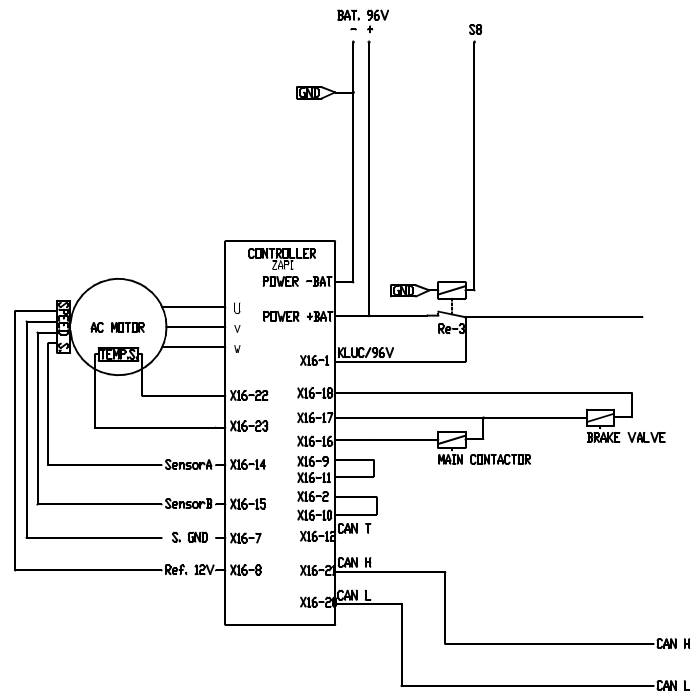 BAT. 96V
- +
S8
GND
CONTROLLER
ZAPI
POWER -BAT
GND
SPEED S.
AC MOTOR
U
POWER +BAT
V
Re-3
W
TEMP.S.
X16-1
KLUC/96V
X16-22
X16-18
X16-23
X16-17
X16-16
BRAKE VALVE
MAIN CONTACTOR
SensorA
X16-14
X16-9
X16-11
SensorB
X16-15
X16-2
X16-10
S. GND
X16-7
X16-12
CAN T
Ref. 12V
X16-8
X16-21
CAN H
X16-20
CAN L
CAN H
CAN L